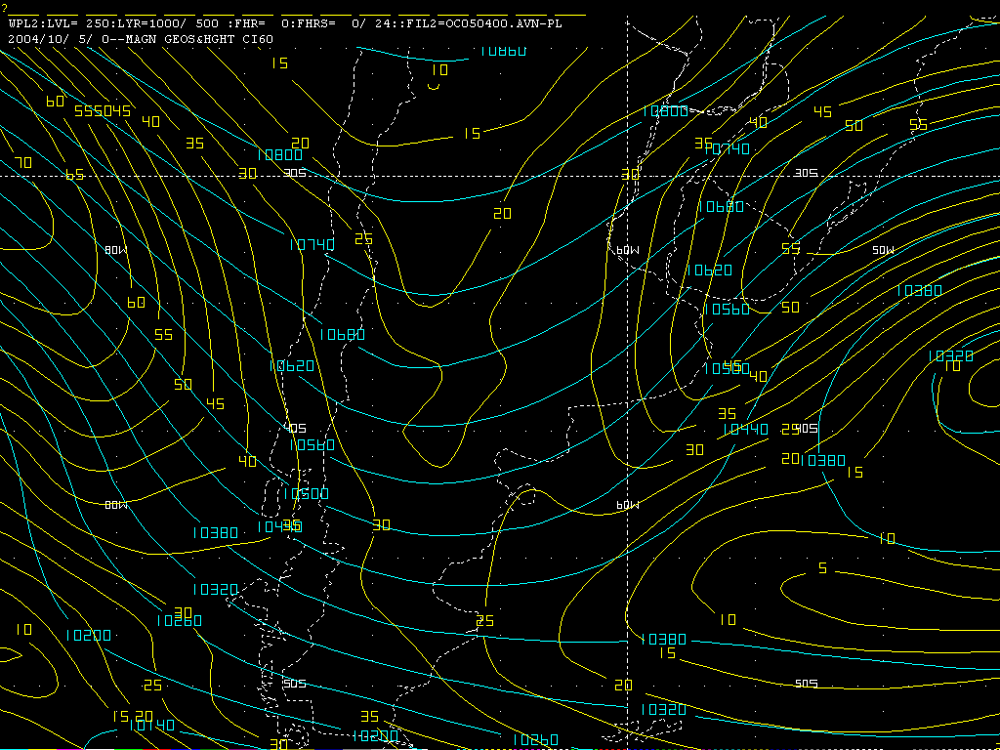 ?
WPL2:LVL= 250:LYR=1000/ 500 :FHR=  0:FHRS=  0/ 24::FIL2=OC050400.AVN-PL
2004/10/ 5/ 0--MAGN GEOS&HGHT CI60
10860
15 10
60 555045 10800 45
40 40 50 55
15
70 35 20 35 10740
10800
65 30 30S 30 30S
20 10680
10740 25
80W 60W 55 50W
10620
60 10380
10560 50
55 10680
10320
10620 10500 45 40 10
50
45 35
40S 10440 25 40S
10560 30
40 20 10380 15
10500
80W 60W
10380 10440 35 30
10
5
10320
30
10260 25 10
10 10200 10380
15
25 50S 20 50S
15 20 35 10320
10140 10200 10260
30